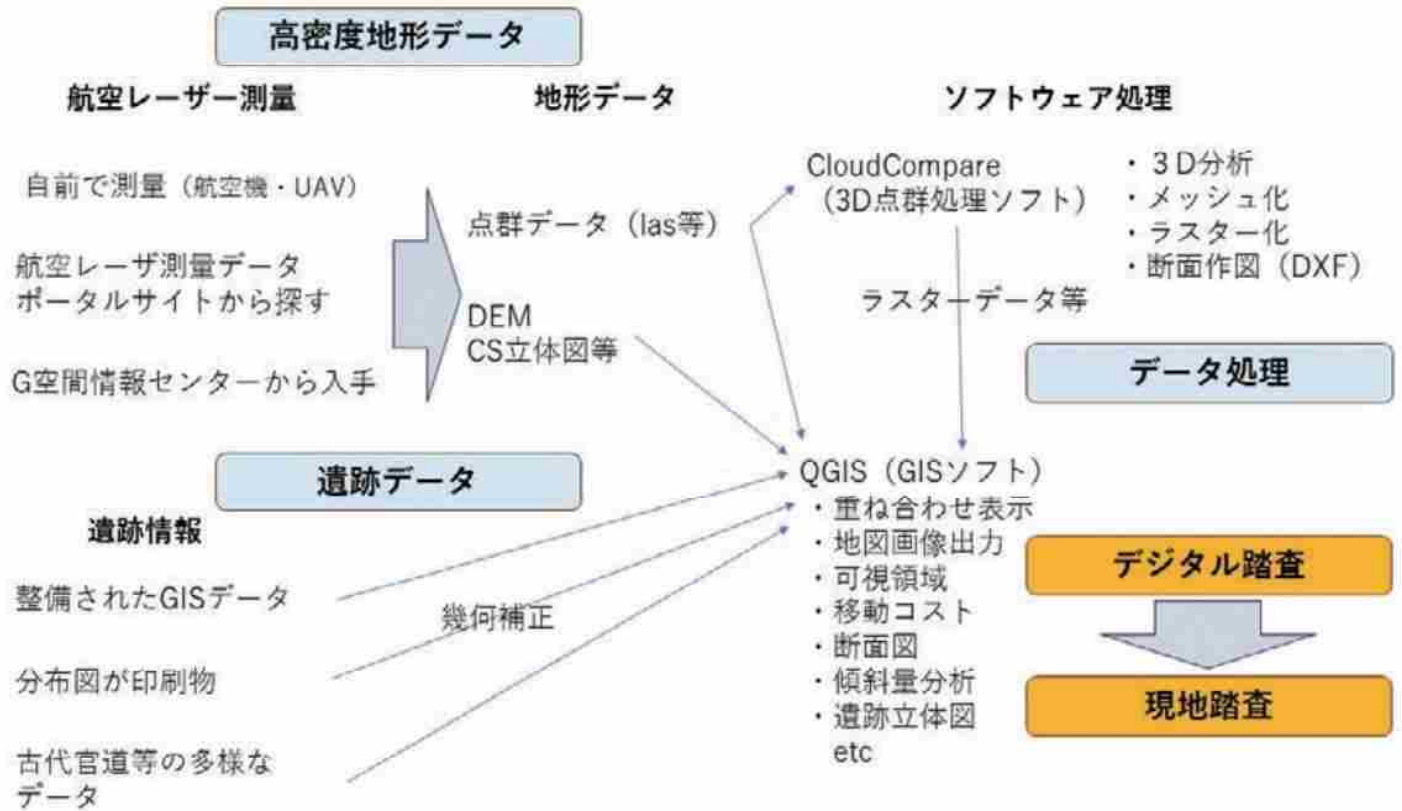 高密度地形データ
航空レーザー測量
地形データ
ソフトウェア処理
自前で測量（航空機・UAV）
航空レーザ測量データ
ポータルサイトから探す
G空間情報センターから入手
点群データ（las等）
DEM
CS立体図等
CloudCompare
（3D点群処理ソフト）
・３D分析
・メッシュ化
・ラスター化
・断面作図（DXF）
ラスターデータ等
データ処理
遺跡データ
遺跡情報
整備されたGISデータ
幾何補正
分布図が印刷物
古代官道等の多様な
データ
QGIS（GISソフト）
・重ね合わせ表示
・地図画像出力
・可視領域
・移動コスト
・断面図
・傾斜量分析
・遺跡立体図
etc
デジタル踏査
現地踏査